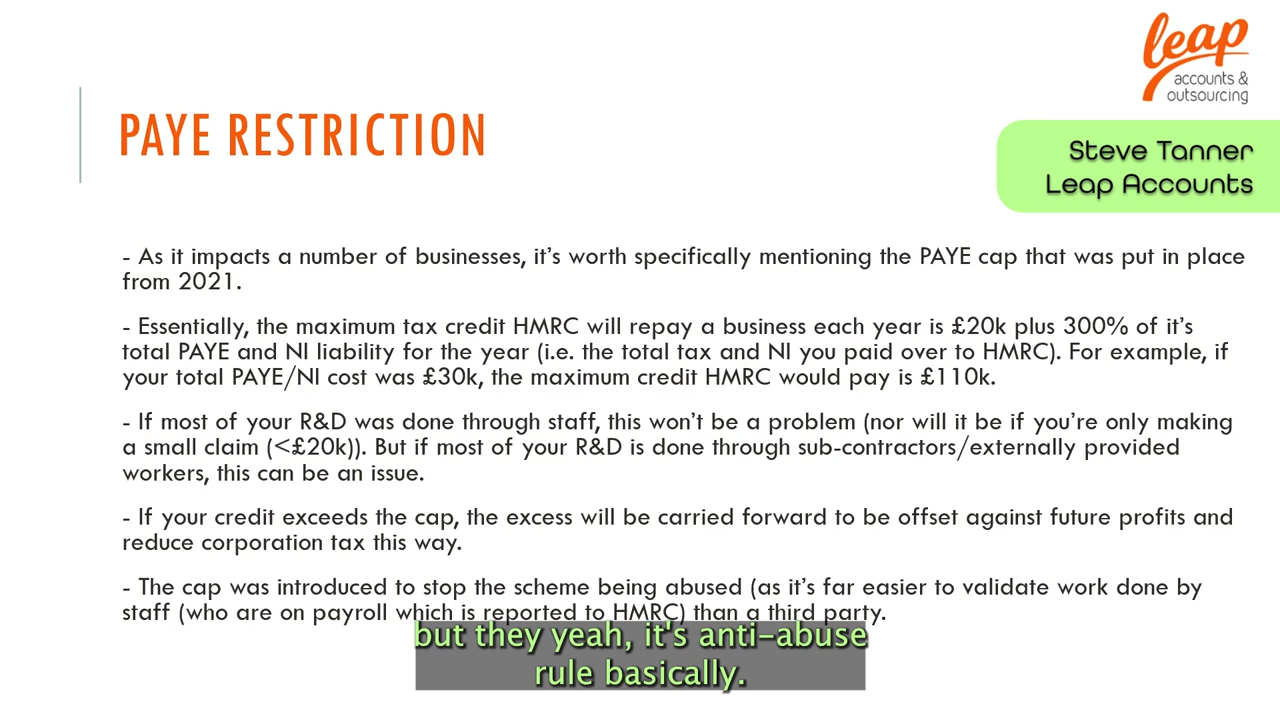 leap
accounts &
outsourcing
PAYE RESTRICTION
Steve Tanner
Leap Accounts
- As it impacts a number of businesses, it's worth specifically mentioning the PAYE cap that was put in place
from 2021.
- Essentially, the maximum tax credit HMRC will repay a business each year is £20k plus 300% of it's
total PAYE and NI liability for the year (i.e. the total tax and NI you paid over to HMRC). For example, if
your total PAYE/NI cost was £30k, the maximum credit HMRC would pay is £110k.
- If most of your R&D was done through staff, this won't be a problem (nor will it be if you're only making
a small claim (<£20k)). But if most of your R&D is done through sub-contractors/externally provided
workers, this can be an issue.
- If your credit exceeds the cap, the excess will be carried forward to be offset against future profits and
reduce corporation tax this way.
- The cap was introduced to stop the scheme being abused (as it's far easier to validate work done by
staff (who are on payroll which is reported to HMRC) than a third party.
but they yeah, it's anti-abuse
rule basically.